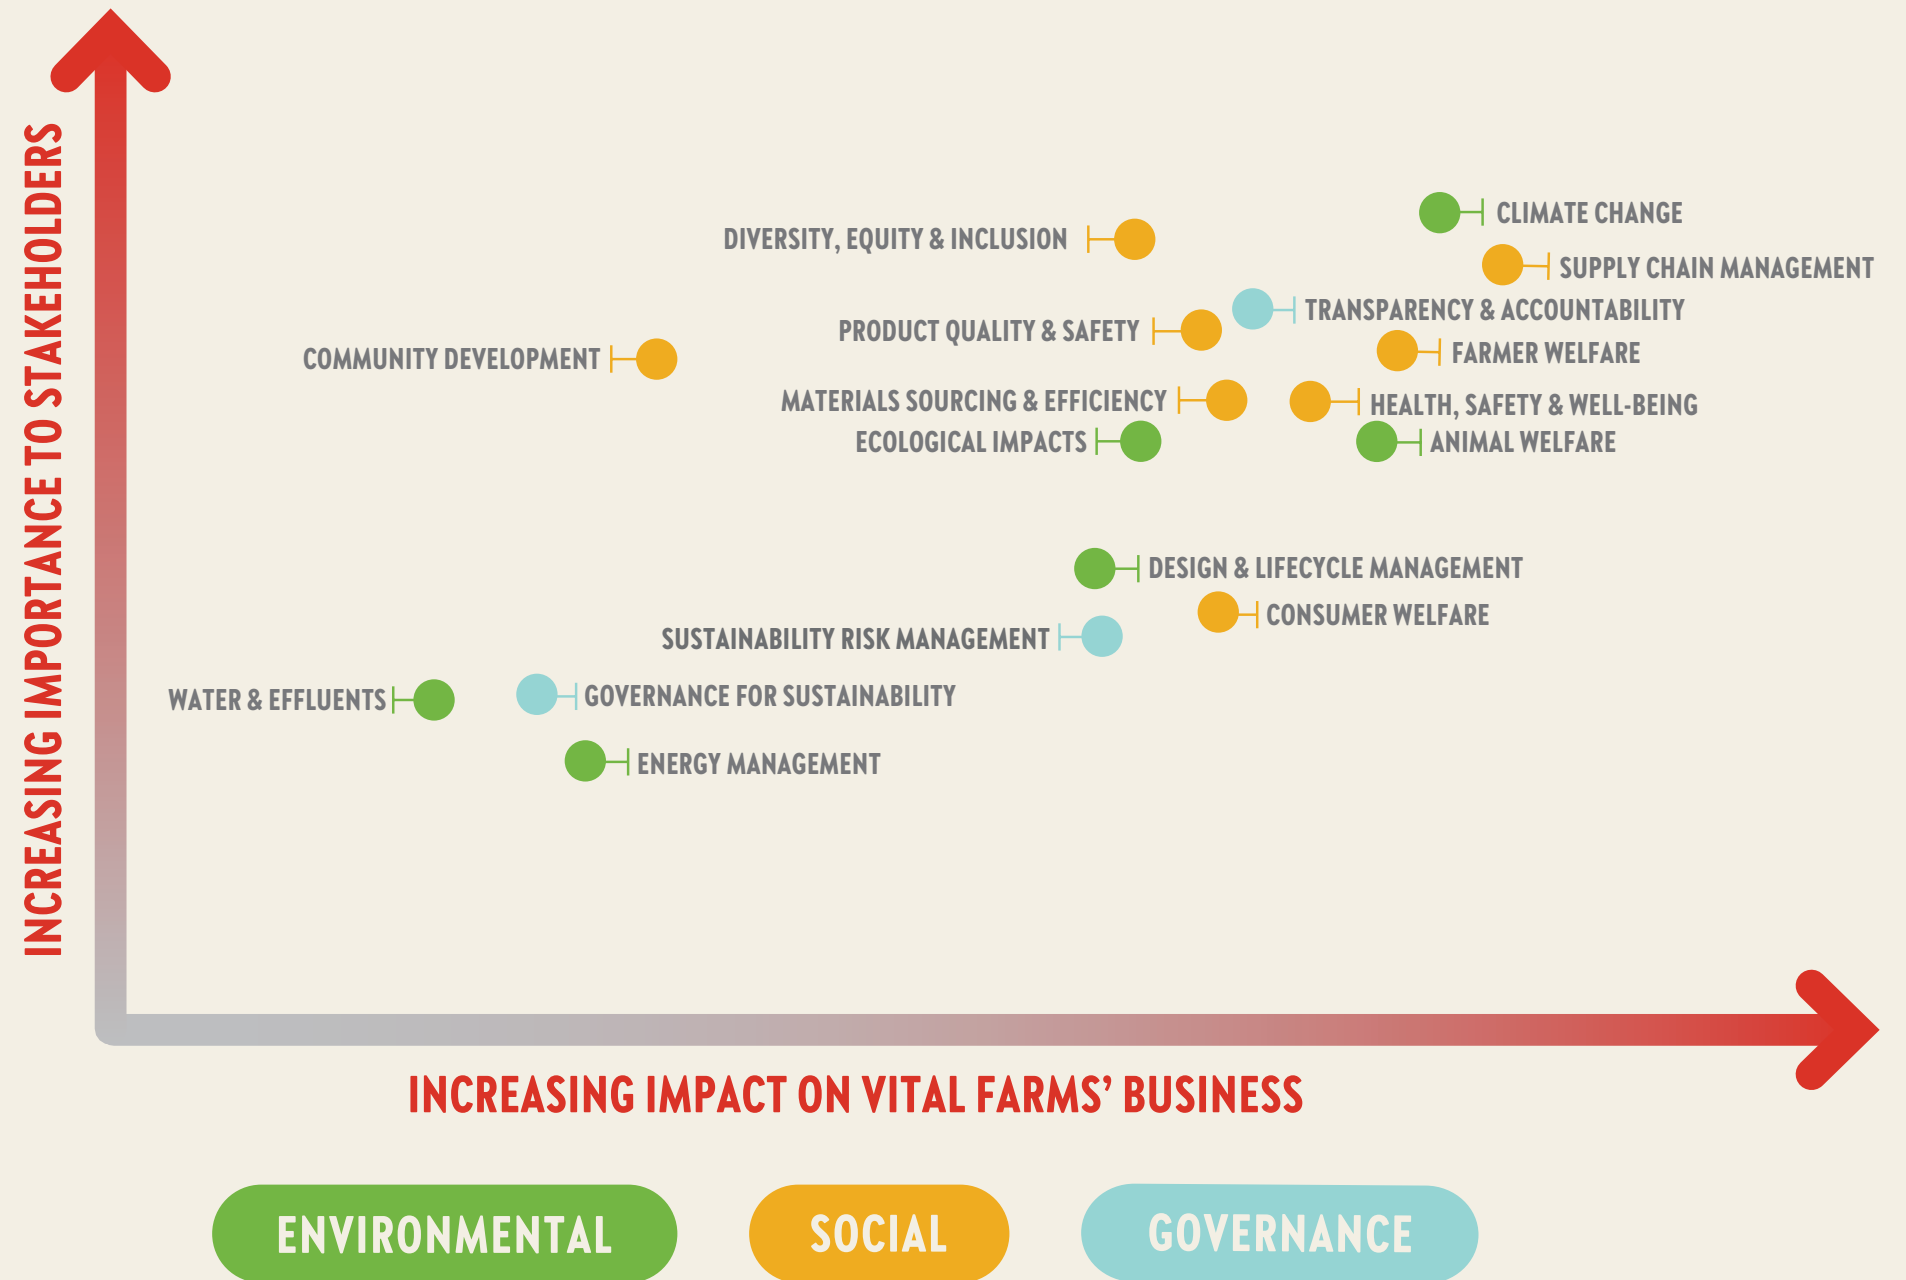 INCREASING IMPORTANCE TO STAKEHOLDERS
CLIMATE CHANGE
DIVERSITY, EQUITY & INCLUSION
SUPPLY CHAIN MANAGEMENT
TRANSPARENCY & ACCOUNTABILITY
PRODUCT QUALITY & SAFETY
FARMER WELFARE
COMMUNITY DEVELOPMENT
MATERIALS SOURCING & EFFICIENCY
HEALTH, SAFETY & WELL-BEING
ECOLOGICAL IMPACTS
ANIMAL WELFARE
DESIGN & LIFECYCLE MANAGEMENT
CONSUMER WELFARE
SUSTAINABILITY RISK MANAGEMENT
WATER & EFFLUENTS
GOVERNANCE FOR SUSTAINABILITY
ENERGY MANAGEMENT
INCREASING IMPACT ON VITAL FARMS’ BUSINESS
ENVIRONMENTAL
SOCIAL
GOVERNANCE